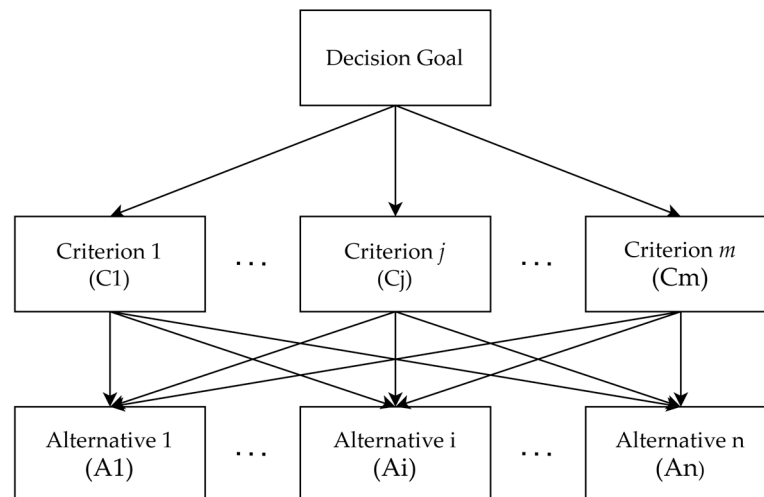 Decision Goal
Criterion 1
(C1)
. . .
Criterion j
(Cj)
. . .
Criterion m
(Cm)
Alternative 1
(A1)
. . .
Alternative i
(Ai)
. . .
Alternative n
(An)